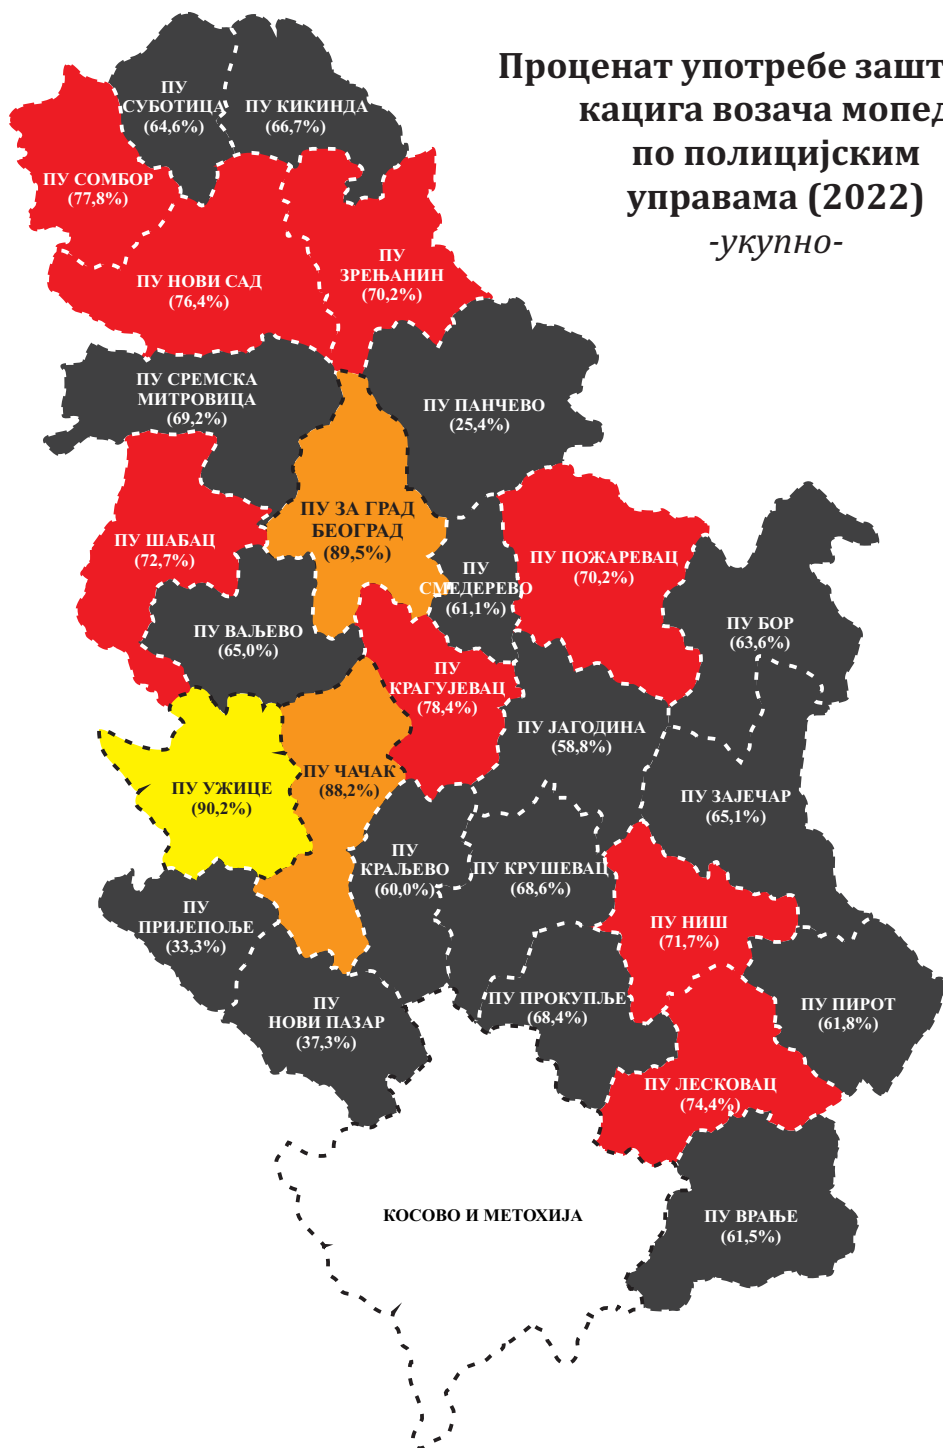 Проценат употребе зашт
кацига возача мопед
по полицијским
управама (2022)
-укупно-
ПУ
СУБОТИЦА
(64,6%)
ПУ КИКИНДА
(66,7%)
ПУ СОМБОР
(77,8%)
ПУ НОВИ САД
(76,4%)
ПУ
ЗРЕЊАНИН
(70,2%)
ПУ СРЕМСКА
МИТРОВИЦА
(69,2%)
ПУ ПАНЧЕВО
(25,4%)
ПУ ЗА ГРАД
БЕОГРАД
(89,5%)
ПУ ШАБАЦ
(72,7%)
ПУ
СМЕДЕРЕВО
(61,1%)
ПУ ПОЖАРЕВАЦ
(70,2%)
ПУ ВАЉЕВО
(65,0%)
ПУ БОР
(63,6%)
ПУ
КРАГУЈЕВАЦ
(78,4%)
ПУ ЈАГОДИНА
(58,8%)
ПУ УЖИЦЕ
(90,2%)
ПУ ЧАЧАК
(88,2%)
ПУ ЗАЈЕЧАР
(65,1%)
ПУ
КРАЉЕВО
(60,0%)
ПУ КРУШЕВАЦ
(68,6%)
ПУ
ПРИЈЕПОЉЕ
(33,3%)
ПУ НИШ
(71,7%)
ПУ
НОВИ ПАЗАР
(37,3%)
ПУ ПРОКУПЉЕ
(68,4%)
ПУ ПИРОТ
(61,8%)
ПУ ЛЕСКОВАЦ
(74,4%)
КОСОВО И МЕТОХИЈА
ПУ ВРАЊЕ
(61,5%)